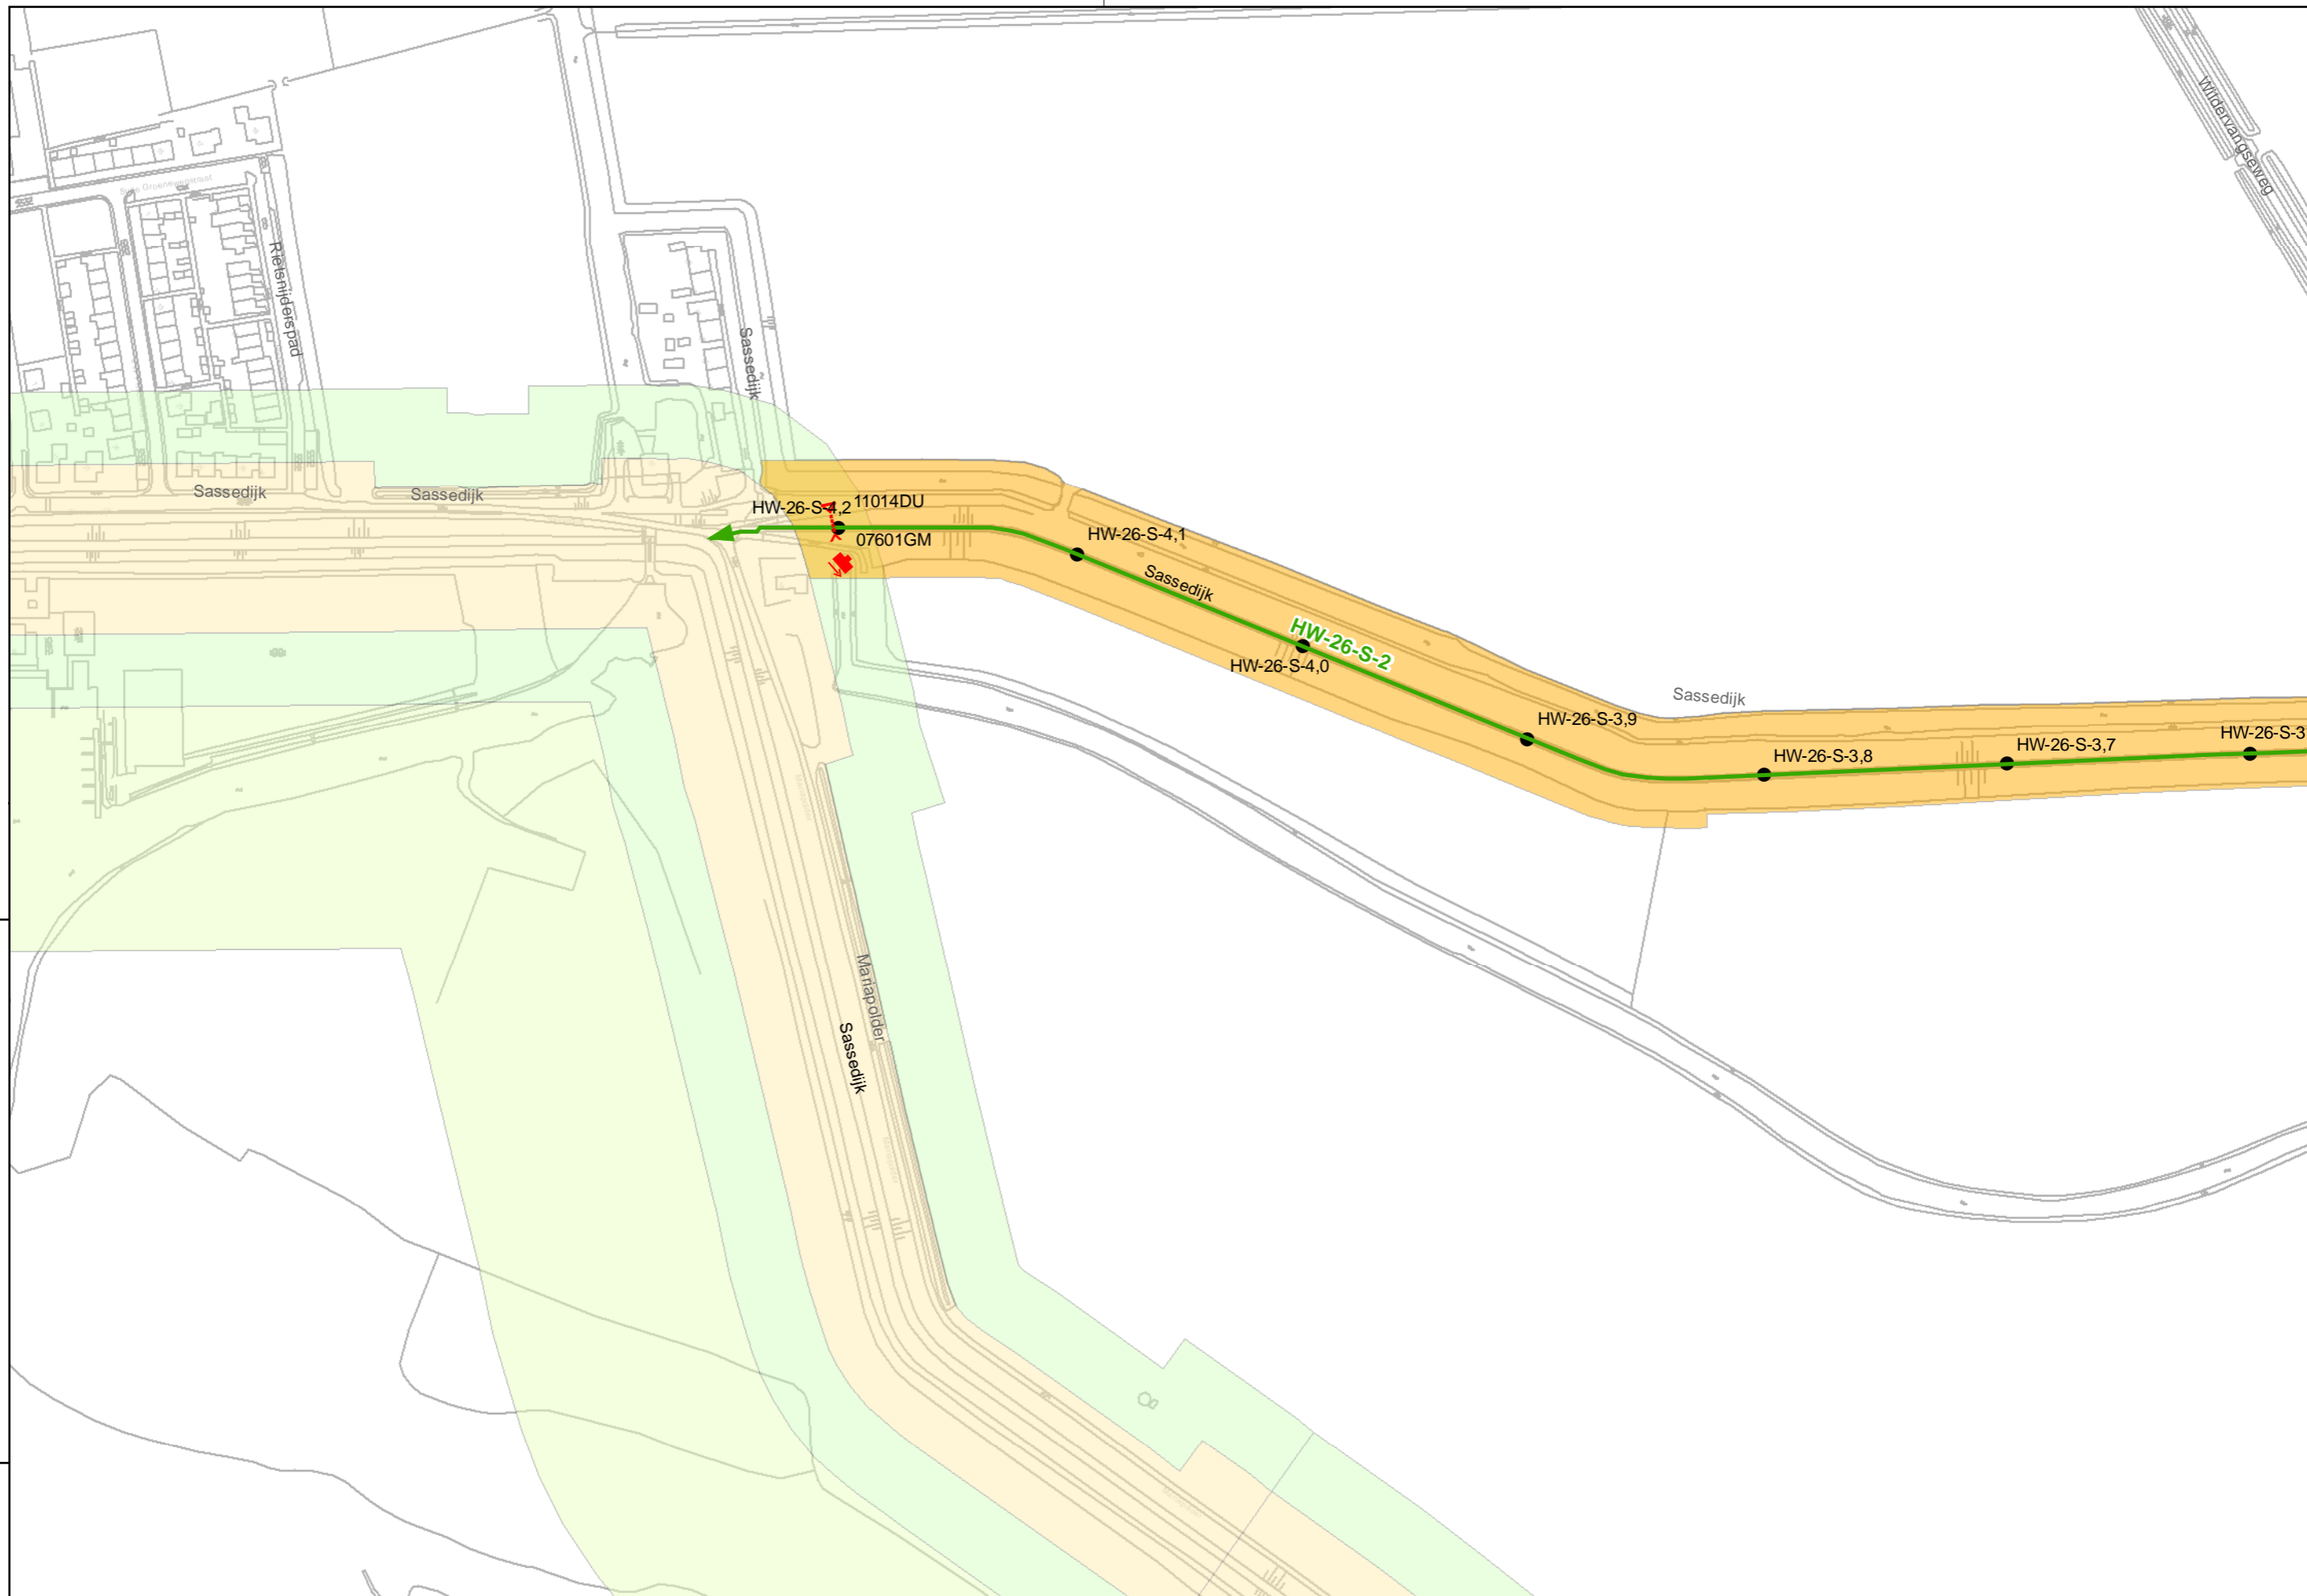 Wildervangseweg
Rietsnijderspad
Sassedijk
Sassedijk
Sassedijk
HW-26-S-4,2
11014DU
07601GM
HW-26-S-4,1
Sassedijk
HW-26-S-2
HW-26-S-4,0
Sassedijk
HW-26-S-3,9
HW-26-S-3,8
HW-26-S-3,7
HW-26-S-3
Mariapolder
Sassedijk